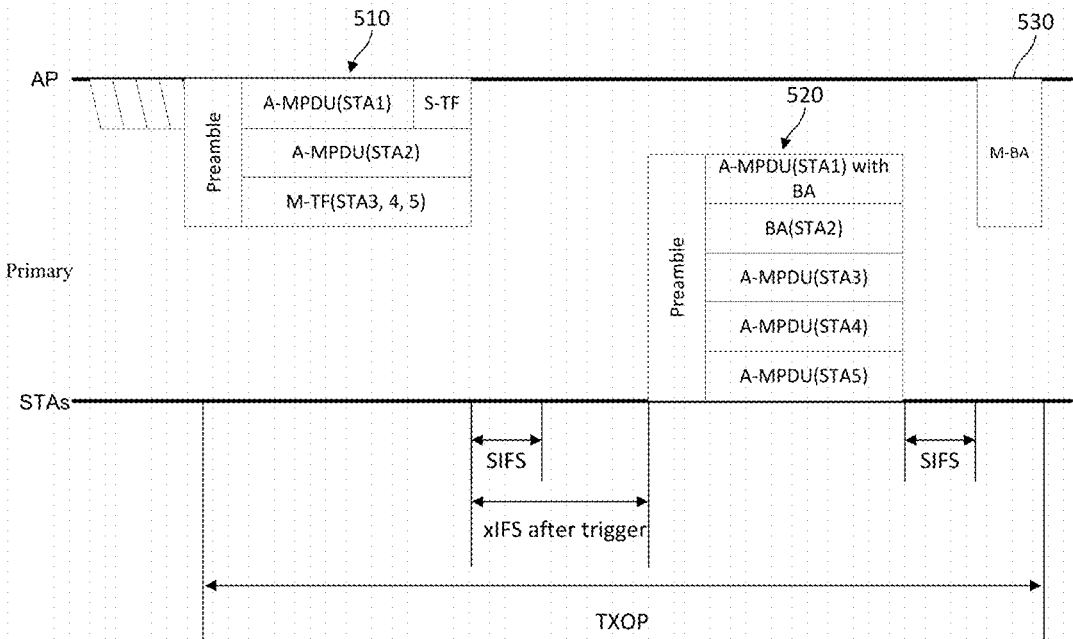 510
530
AP
A-MPDU(STA1)
S-TF
520
Preamble
A-MPDU(STA2)
M-BA
A-MPDU(STA1) with
BA
M-TF(STA3, 4, 5)
BA(STA2)
Primary
Preamble
A-MPDU(STA3)
A-MPDU(STA4)
A-MPDU(STA5)
STAs
SIFS
SIFS
xIFS after trigger
TXOP